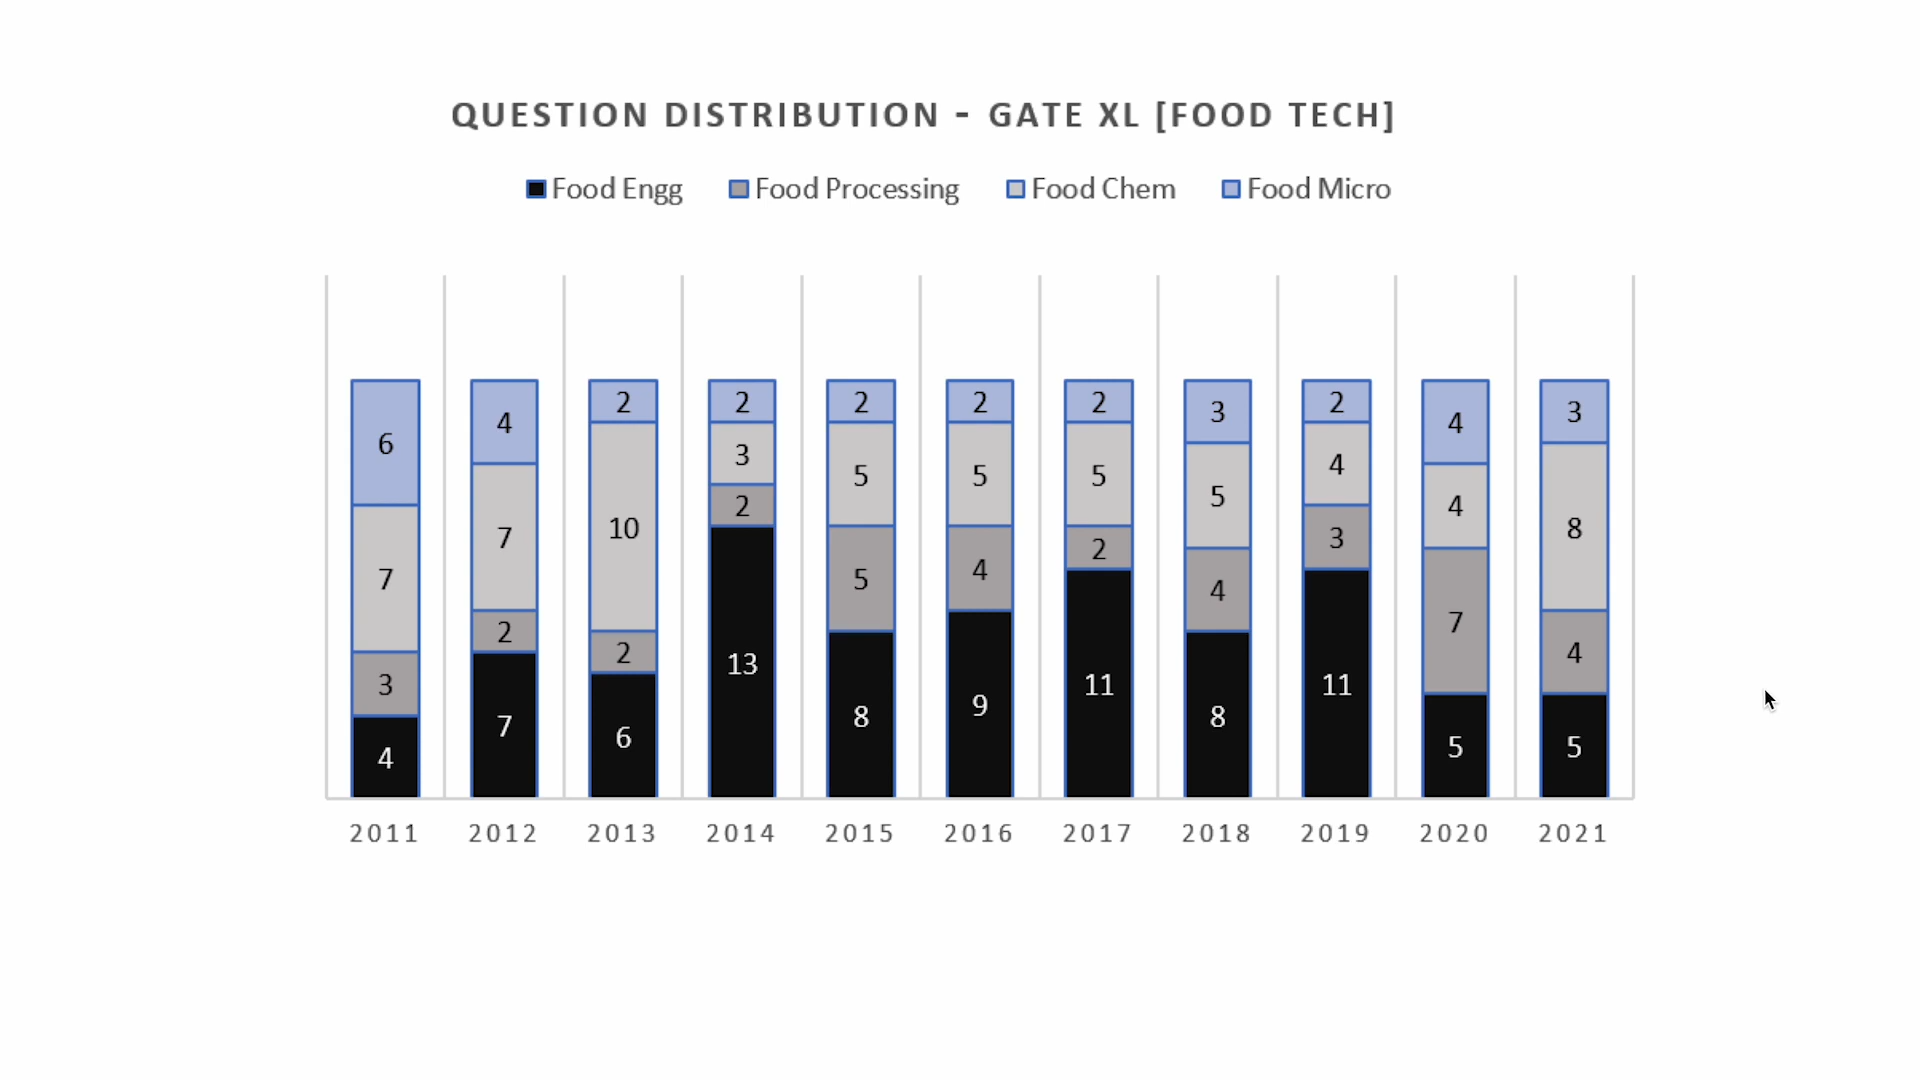 QUESTION DISTRIBUTION - GATE XL [FOOD TECH]
Food Engg Food Processing Food Chem Food Micro
6 4 2 2 2 2 2 3 2 4 3
7 7 10 3 5 5 5 5 4 4 8
3 2 2 2 5 4 2 4 3 7 4
4 7 6 13 8 9 11 8 11 5 5
2011 2012 2013 2014 2015 2016 2017 2018 2019 2020 2021